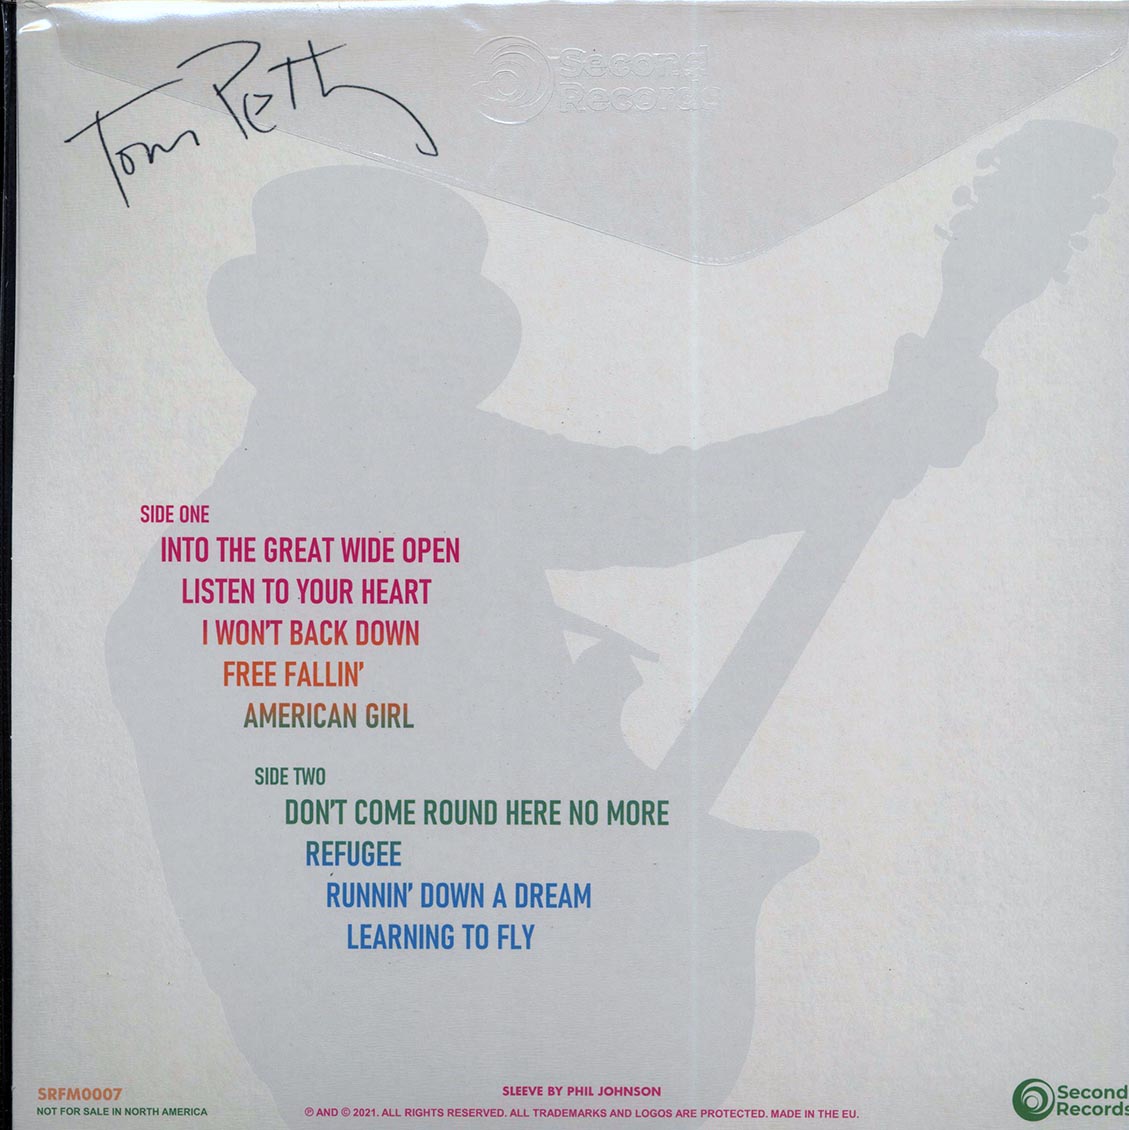 Tom Petty
Second
Records
SIDE ONE
INTO THE GREAT WIDE OPEN
LISTEN TO YOUR HEART
I WON'T BACK DOWN
FREE FALLIN'
AMERICAN GIRL
SIDE TWO
DON'T COME ROUND HERE NO MORE
REFUGEE
RUNNIN' DOWN A DREAM
LEARNING TO FLY
SRFM0007
NOT FOR SALE IN NORTH AMERICA
SLEEVE BY PHIL JOHNSON
℗ AND © 2021. ALL RIGHTS RESERVED. ALL TRADEMARKS AND LOGOS ARE PROTECTED. MADE IN THE EU.
Second
Records